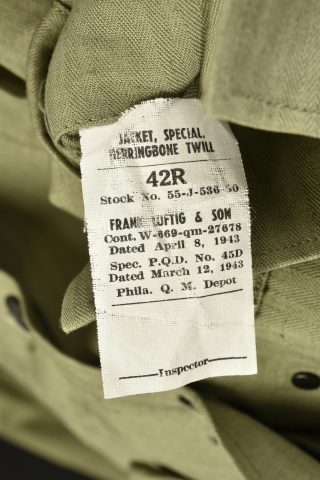 JACKET, SPECIAL,
HERRINGBONE TWILL
42R
Stock No. 55-J-536-50
FRANK LUFTIG & SON
Cont. W-669-qm-27678
Dated April 8, 1943
Spec. P.Q.D. No. 45D
Dated March 12, 1943
Phila. Q. M. Depot
Inspector